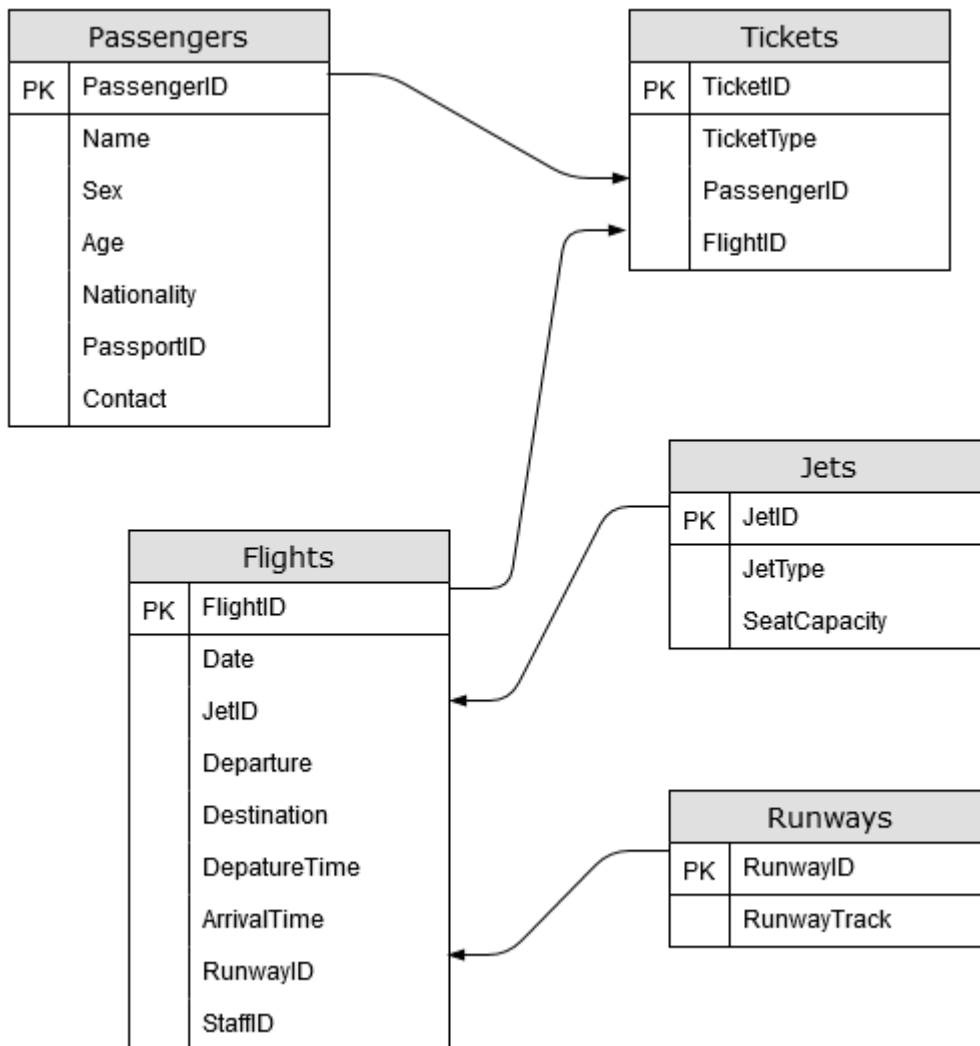 Passengers
PK PassengerID
Name
Sex
Age
Nationality
PassportID
Contact
Tickets
PK TicketID
TicketType
PassengerID
FlightID
Jets
PK JetID
JetType
SeatCapacity
Flights
PK FlightID
Date
JetID
Departure
Destination
DepatureTime
ArrivalTime
RunwayID
StaffID
Runways
PK RunwayID
RunwayTrack